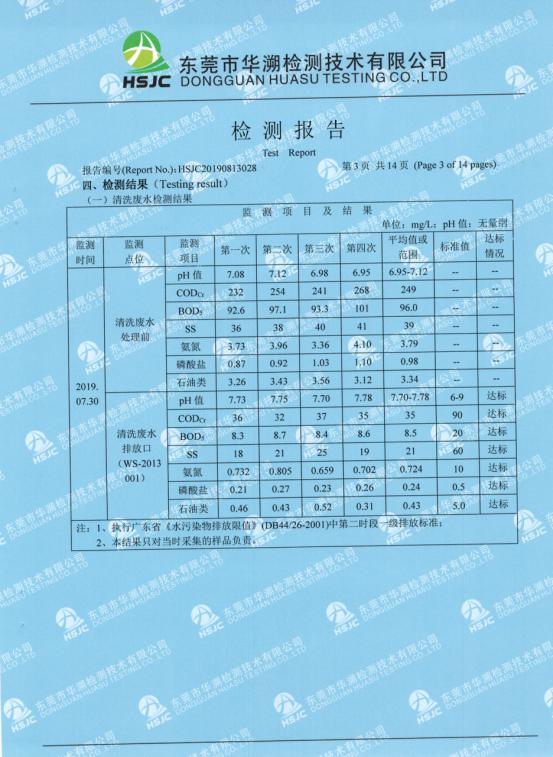 HSJC
东莞市华溯检测技术有限公司
DONGGUAN HUASU TESTING CO.,LTD
检测报告
Test Report
报告编号(Report No.): HSJC20190813028 第3页 共14页 (Page 3 of 14 pages)
四、检测结果（Testing result）
（一）清洗废水检测结果
监测项目及结果
单位：mg/L；pH 值：无量纲
监测时间 监测点位 监测项目 第一次 第二次 第三次 第四次 平均值或范围 标准值 达标情况
2019.07.30 清洗废水处理前 pH 值 7.08 7.12 6.98 6.95 6.95-7.12 -- --
CODCr 232 254 241 268 249 -- --
BOD5 92.6 97.1 93.3 101 96.0 -- --
SS 36 38 40 41 39 -- --
氨氮 3.73 3.96 3.36 4.10 3.79 -- --
磷酸盐 0.87 0.92 1.03 1.10 0.98 -- --
石油类 3.26 3.43 3.56 3.12 3.34 -- --
清洗废水排放口（WS-2013001） pH 值 7.73 7.75 7.70 7.78 7.70-7.78 6-9 达标
CODCr 36 32 37 35 35 90 达标
BOD5 8.3 8.7 8.4 8.6 8.5 20 达标
SS 18 21 25 19 21 60 达标
氨氮 0.732 0.805 0.659 0.702 0.724 10 达标
磷酸盐 0.21 0.27 0.23 0.26 0.24 0.5 达标
石油类 0.46 0.43 0.52 0.31 0.43 5.0 达标
注：1、执行广东省《水污染物排放限值》(DB44/26-2001)中第二时段一级排放标准；
2、本结果只对当时采集的样品负责。